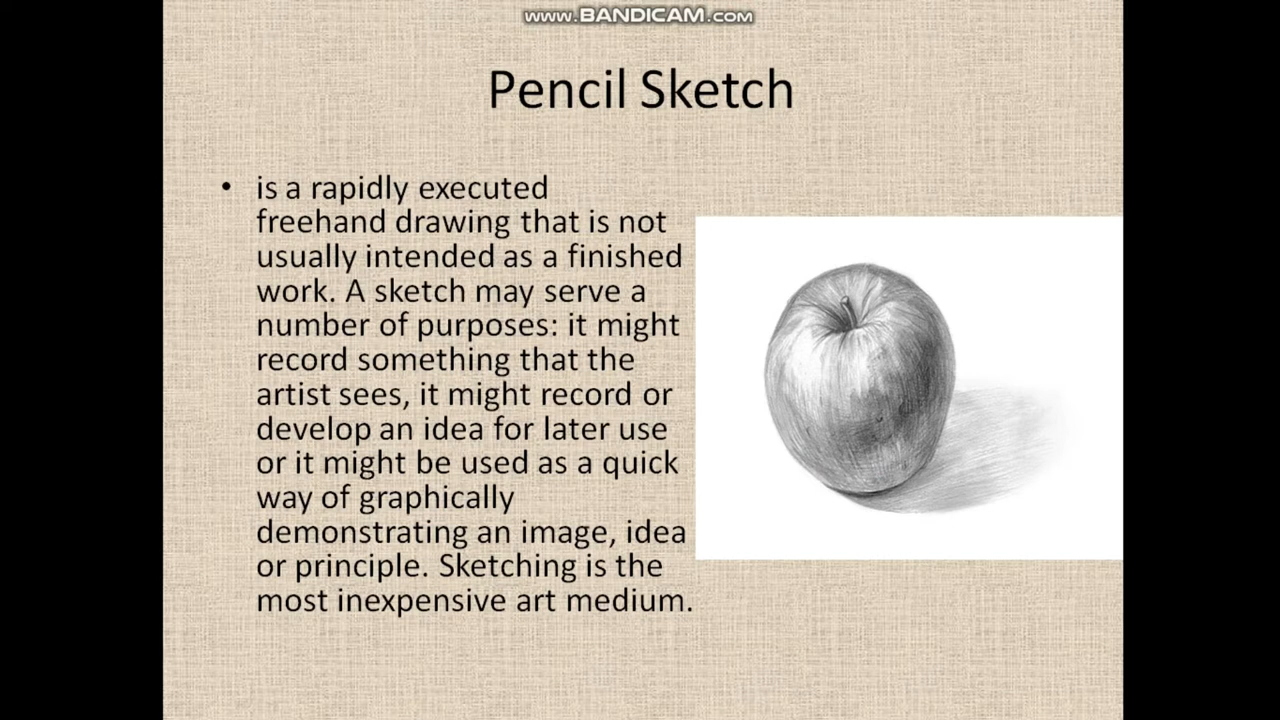 www.BANDICAM.com
Pencil Sketch
• is a rapidly executed
freehand drawing that is not
usually intended as a finished
work. A sketch may serve a
number of purposes: it might
record something that the
artist sees, it might record or
develop an idea for later use
or it might be used as a quick
way of graphically
demonstrating an image, idea
or principle. Sketching is the
most inexpensive art medium.